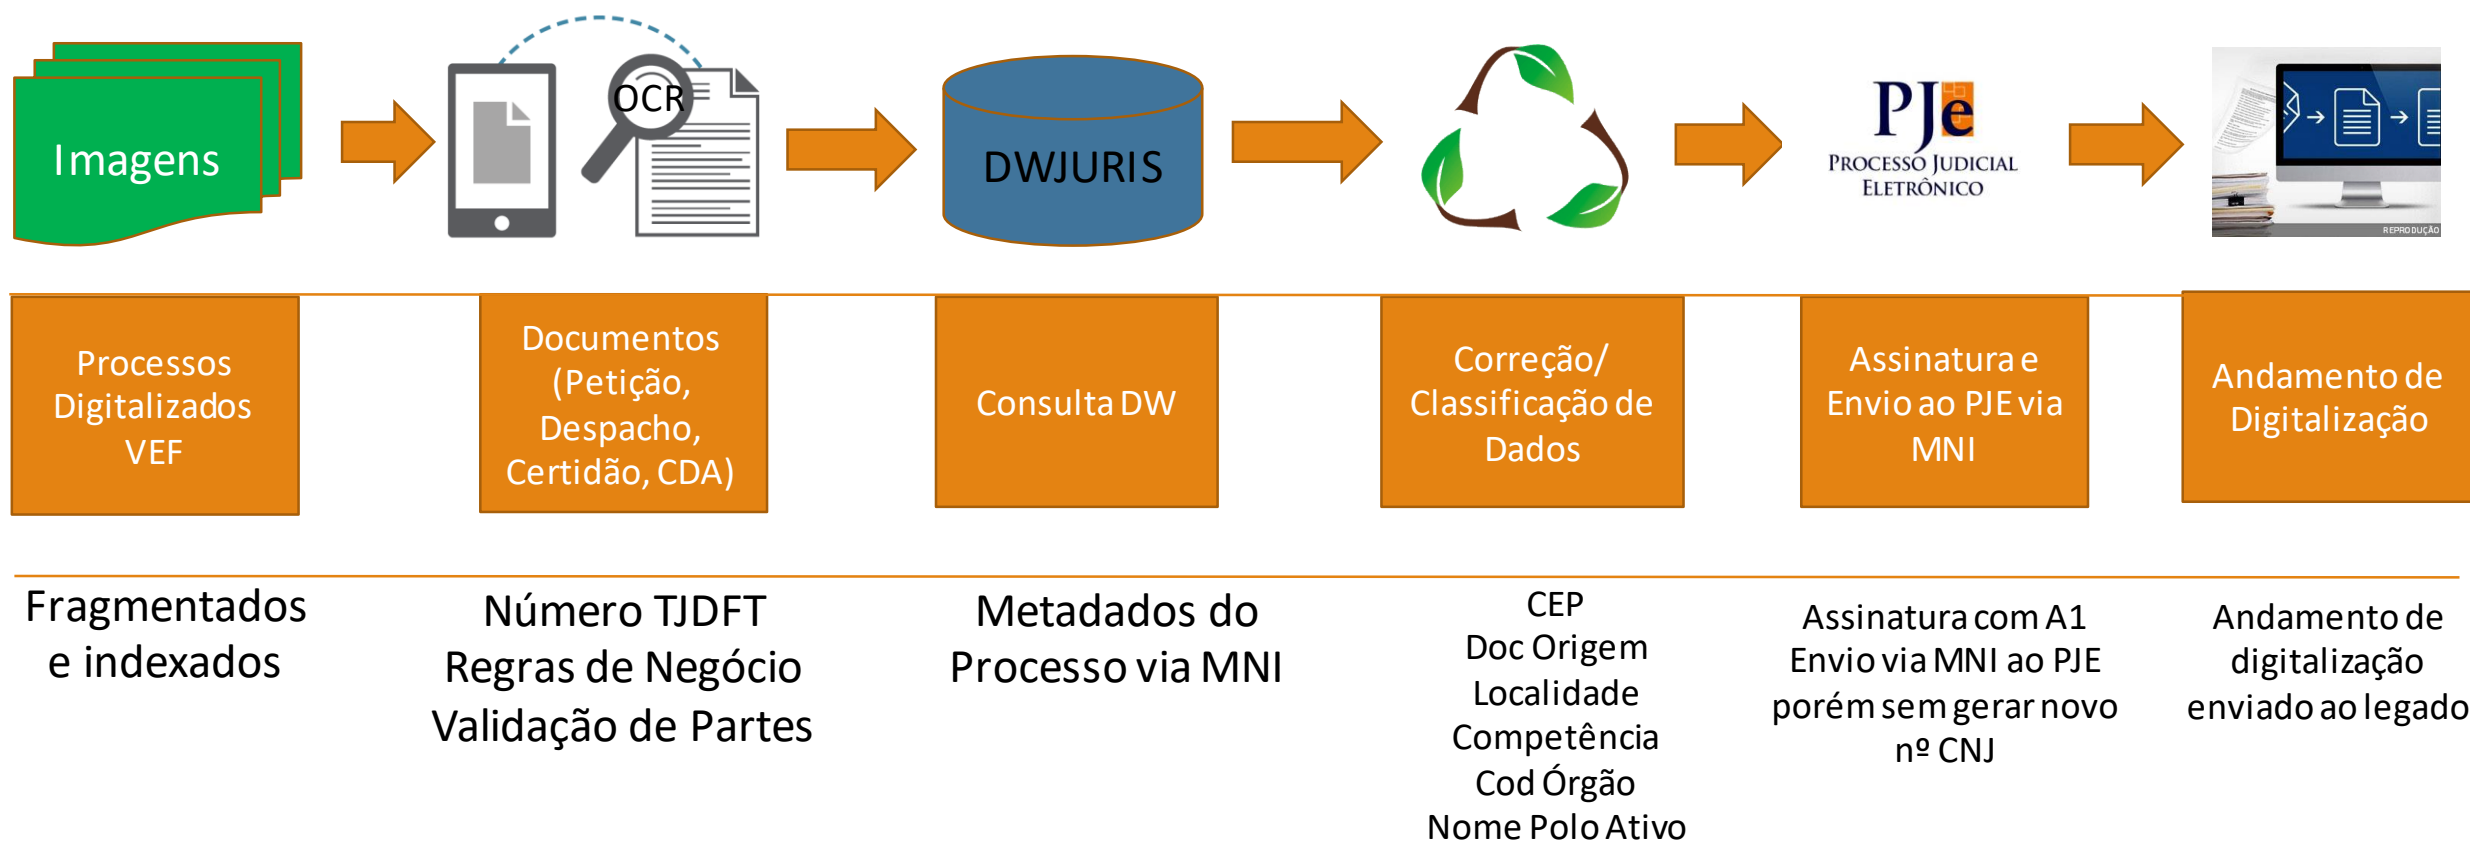 Imagens
OCR
DWJURIS
PJe
PROCESSO JUDICIAL
ELETRÔNICO
REPRODUÇÃO
Processos
Digitalizados
VEF
Documentos
(Petição,
Despacho,
Certidão, CDA)
Consulta DW
Correção/
Classificação de
Dados
Assinatura e
Envio ao PJE via
MNI
Andamento de
Digitalização
Fragmentados
e indexados
Número TJDFT
Regras de Negócio
Validação de Partes
Metadados do
Processo via MNI
CEP
Doc Origem
Localidade
Competência
Cod Órgão
Nome Polo Ativo
Assinatura com A1
Envio via MNI ao PJE
porém sem gerar novo
nº CNJ
Andamento de
digitalização
enviado ao legado